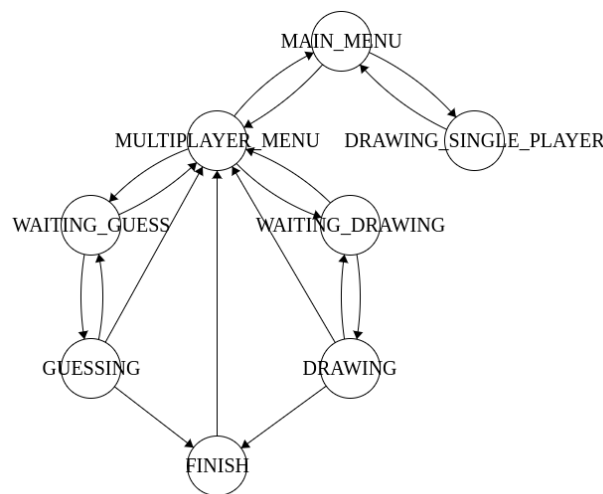 MAIN_MENU
MULTIPLAYER_MENU
DRAWING_SINGLE_PLAYER
WAITING_GUESS
WAITING_DRAWING
GUESSING
DRAWING
FINISH